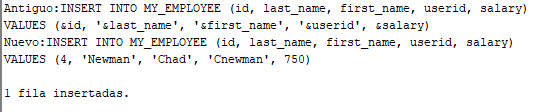 Antiguo:INSERT INTO MY_EMPLOYEE (id, last_name, first_name, userid, salary)
VALUES (&id, '&last_name', '&first_name', '&userid', &salary)
Nuevo:INSERT INTO MY_EMPLOYEE (id, last_name, first_name, userid, salary)
VALUES (4, 'Newman', 'Chad', 'Cnewman', 750)
1 fila insertadas.